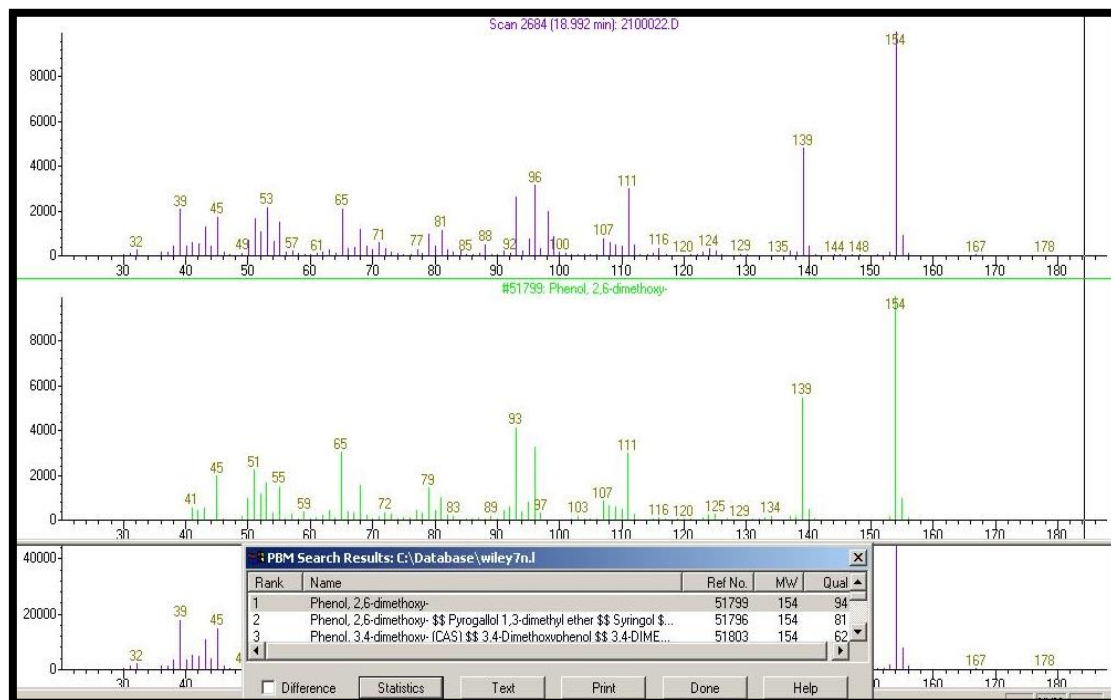 Scan 2684 (18.992 min): 2100022.D
154
8000
6000
139
4000
96
111
39 45 53 65
2000
32 49 57 61 71 77 81 85 88 92 100 107 116 120 124 129 135 144 148 167 178
0
30 40 50 60 70 80 90 100 110 120 130 140 150 160 170 180
#51799: Phenol, 2,6-dimethoxy-
154
8000
6000
139
93
4000
65 111
45 51
2000
41 55 59 72 79 83 89 97 103 107 116 120 125 129 134
0
30 40 50 60 70 80 90 100 110 120 130 140 150 160 170 180
40000
PBM Search Results: C:\Database\wiley7n.l
Rank Name Ref No. MW Qual
1 Phenol, 2,6-dimethoxy- 51799 154 94
20000
2 Phenol, 2,6-dimethoxy- $$ Pyrogallol 1,3-dimethyl ether $$ Syringol $... 51796 154 81
39 45
3 Phenol, 3,4-dimethoxy- (CAS) $$ 3,4-Dimethoxyphenol $$ 3,4-DIME... 51803 154 62
32 167 178
0
30 40 170 180
Difference Statistics Text Print Done Help